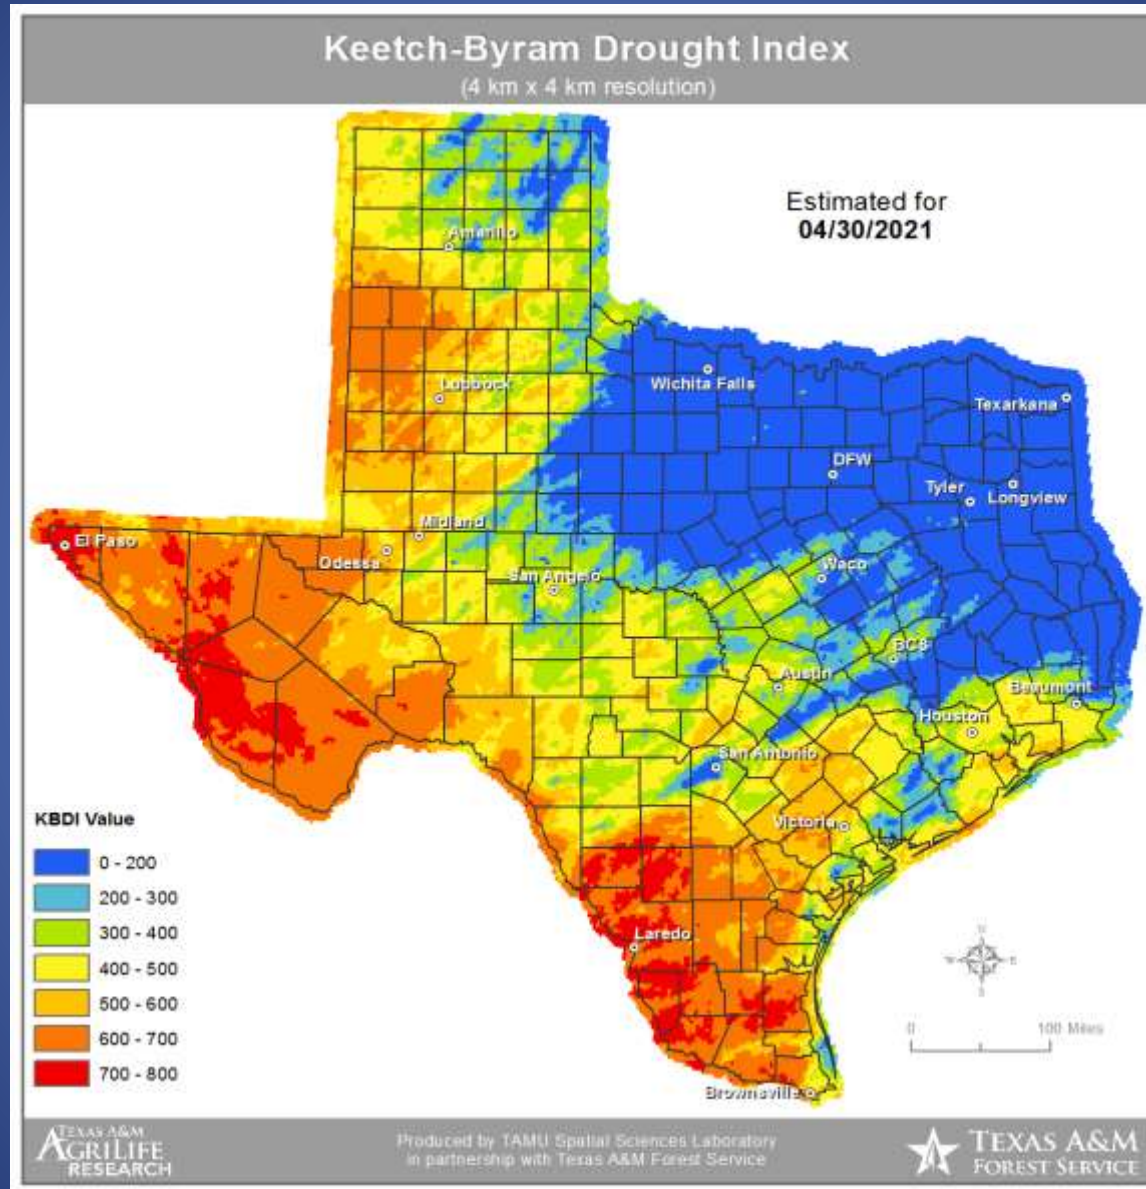 Keetch-Byram Drought Index
(4 km x 4 km resolution)
Estimated for
04/30/2021
Amarillo
Lubbock
Wichita Falls
Texarkana
DFW
Tyler
Longview
Midland
El Paso
Odessa
San Angelo
Waco
BCS
Austin
Beaumont
Houston
San Antonio
Victoria
Laredo
Brownsville
KBDI Value
0 - 200
200 - 300
300 - 400
400 - 500
500 - 600
600 - 700
700 - 800
N
W E
S
0 100 Miles
TEXAS A&M
AGRILIFE
RESEARCH
Produced by TAMU Spatial Sciences Laboratory
in partnership with Texas A&M Forest Service
TEXAS A&M
FOREST SERVICE